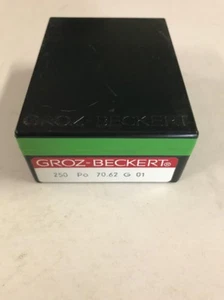 GROZ-BECKERT
GROZ-BECKERT®
250 Po 70.62 G 01